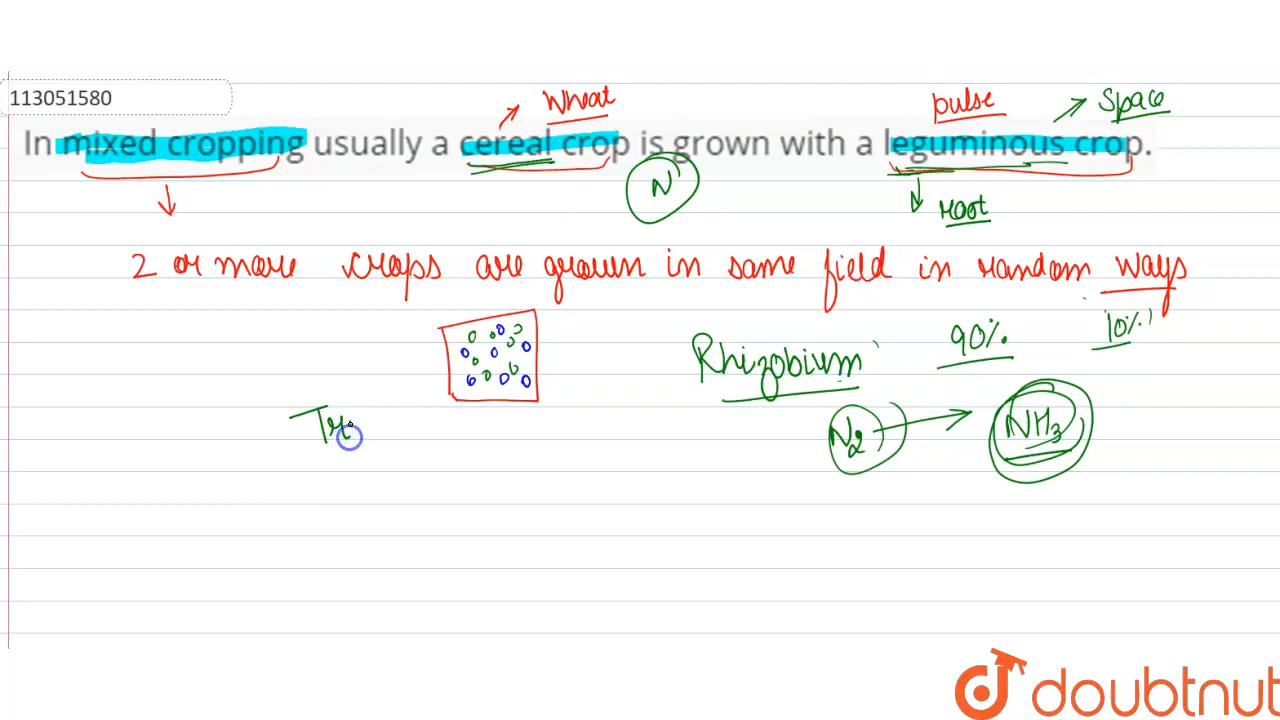 113051580
Wheat
pulse
Space
In mixed cropping usually a cereal crop is grown with a leguminous crop.
N
root
2 or more crops are grown in same field in random ways
Rhizobium 90% 10%
N2 → NH3
Tr
doubtnut